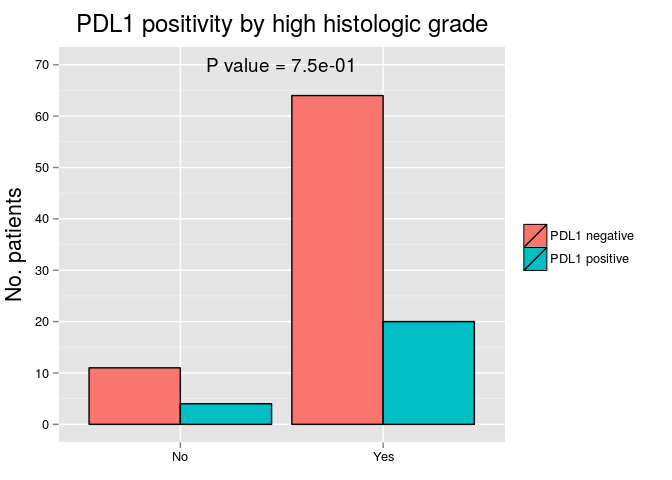 PDL1 positivity by high histologic grade
P value = 7.5e-01
70
60
50
40
30
20
10
0
No. patients
No
Yes
PDL1 negative
PDL1 positive